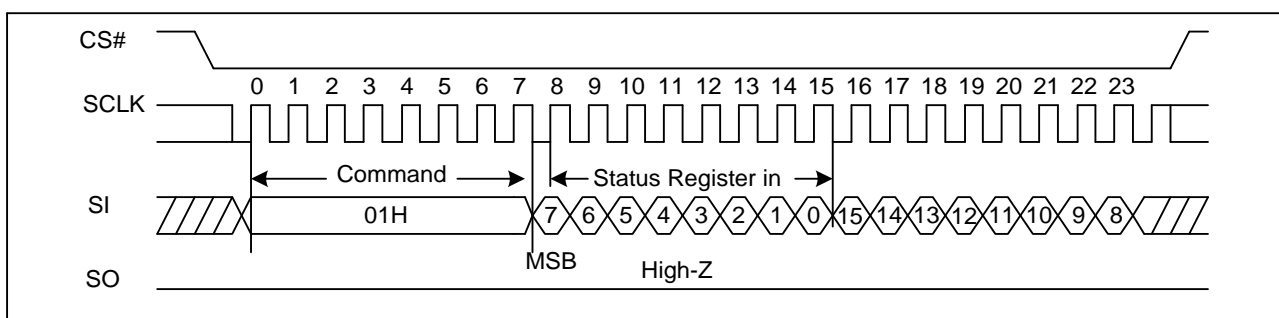 CS#
0 1 2 3 4 5 6 7 8 9 10 11 12 13 14 15 16 17 18 19 20 21 22 23
SCLK
Command Status Register in
SI 01H 7 6 5 4 3 2 1 0 15 14 13 12 11 10 9 8
MSB High-Z
SO